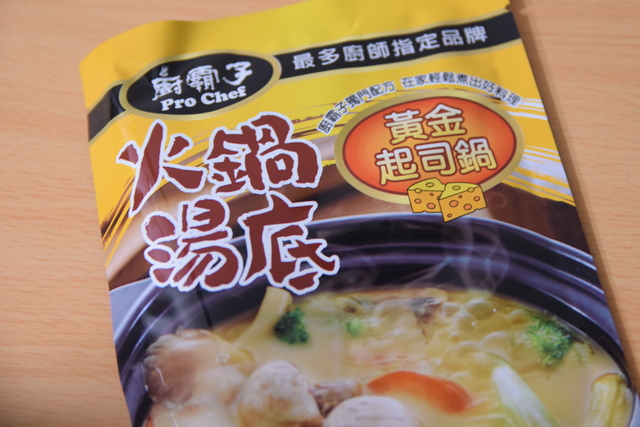 廚霸子
Pro Chef
最多廚師指定品牌
廚霸子獨門配方 在家輕鬆煮出好料理
黃金
起司鍋
火鍋
湯底